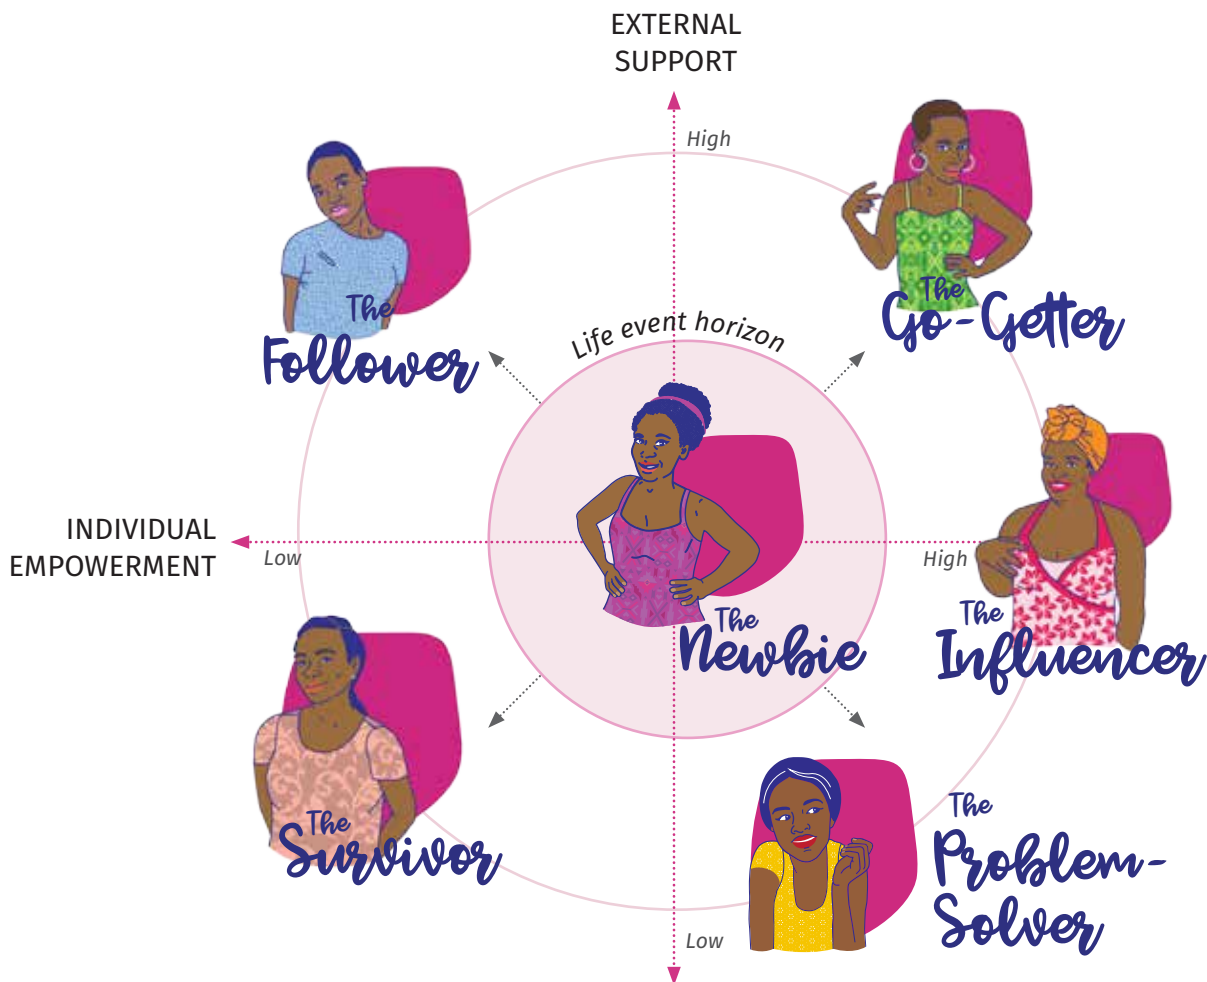 EXTERNAL
SUPPORT
High
The
Follower
The
Go-Getter
Life event horizon
INDIVIDUAL
EMPOWERMENT
Low
High
The
Newbie
The
Influencer
The
Survivor
The
Problem-
Solver
Low